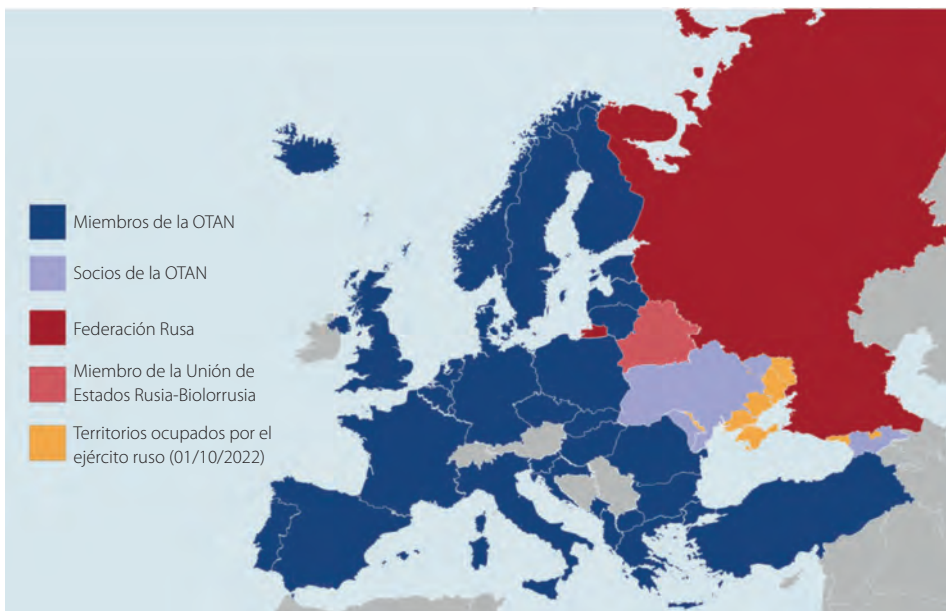 Miembros de la OTAN
Socios de la OTAN
Federación Rusa
Miembro de la Unión de
Estados Rusia-Biolorrusia
Territorios ocupados por el
ejército ruso (01/10/2022)